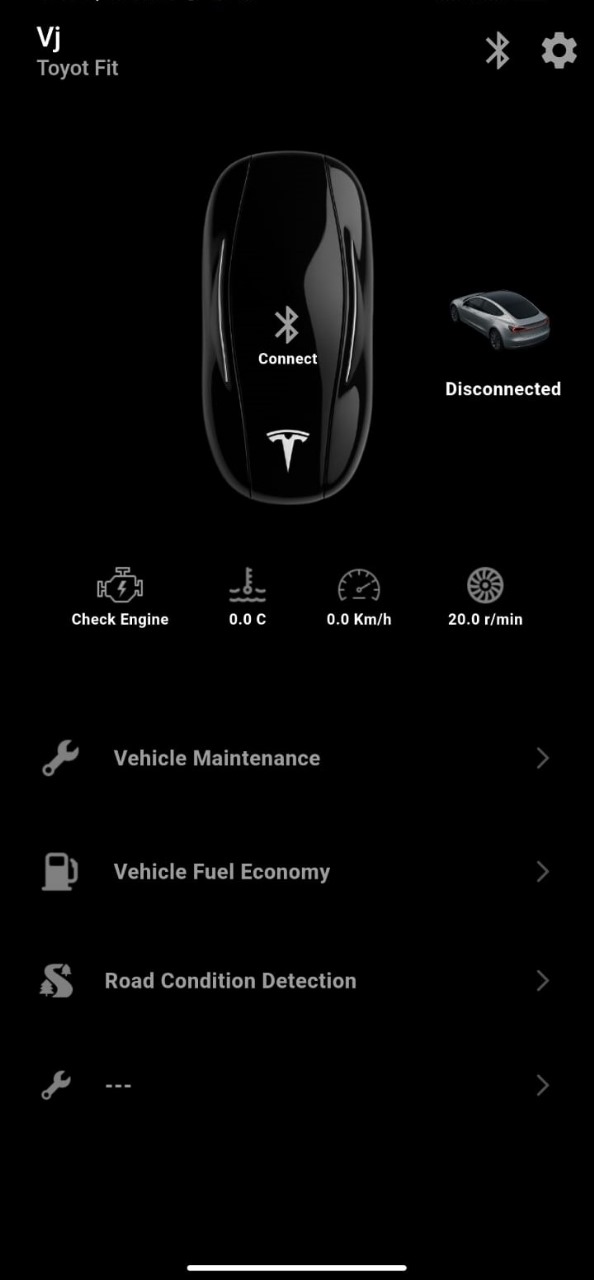 Vj
Toyot Fit
Connect
Disconnected
Check Engine
0.0 C
0.0 Km/h
20.0 r/min
Vehicle Maintenance
Vehicle Fuel Economy
Road Condition Detection
---